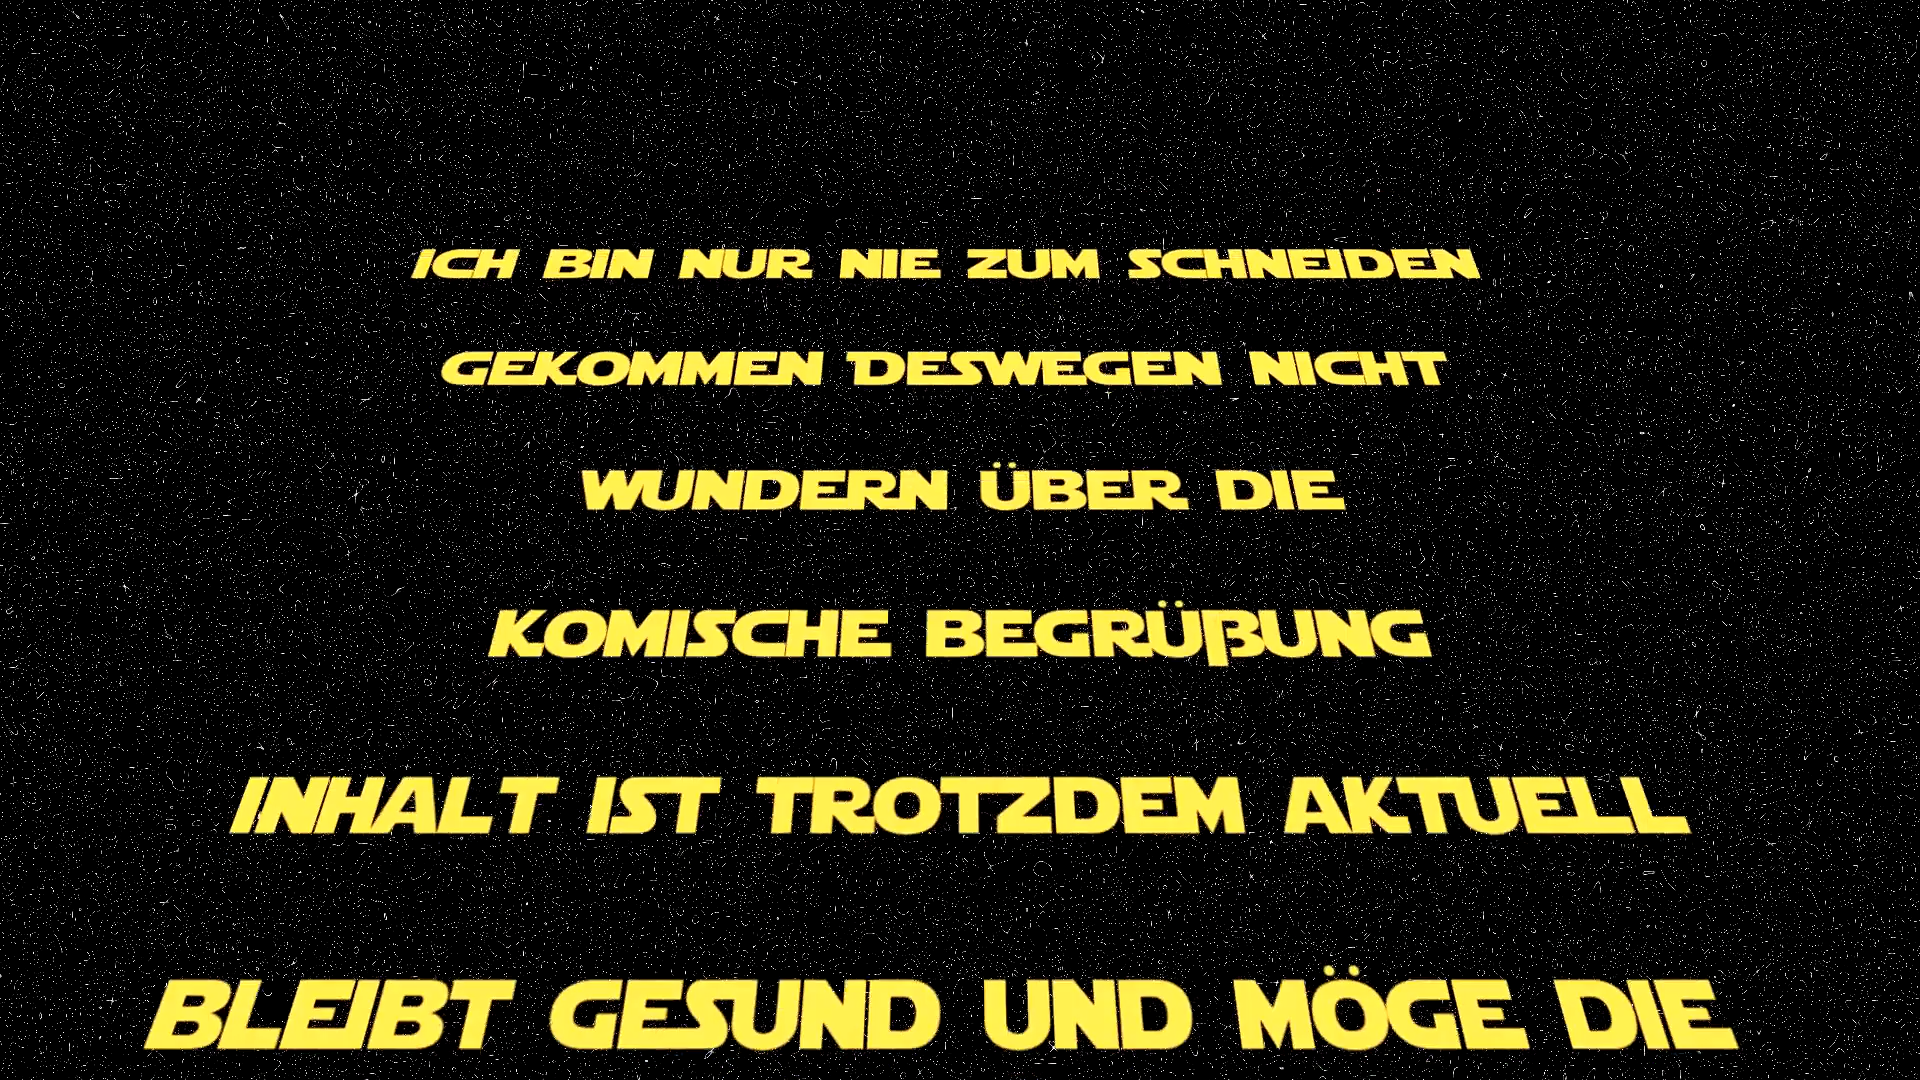 ICH BIN NUR NIE ZUM SCHNEIDEN
GEKOMMEN DESWEGEN NICHT
WUNDERN ÜBER DIE
KOMISCHE BEGRÜßUNG
INHALT IST TROTZDEM AKTUELL
BLEIBT GESUND UND MÖGE DIE